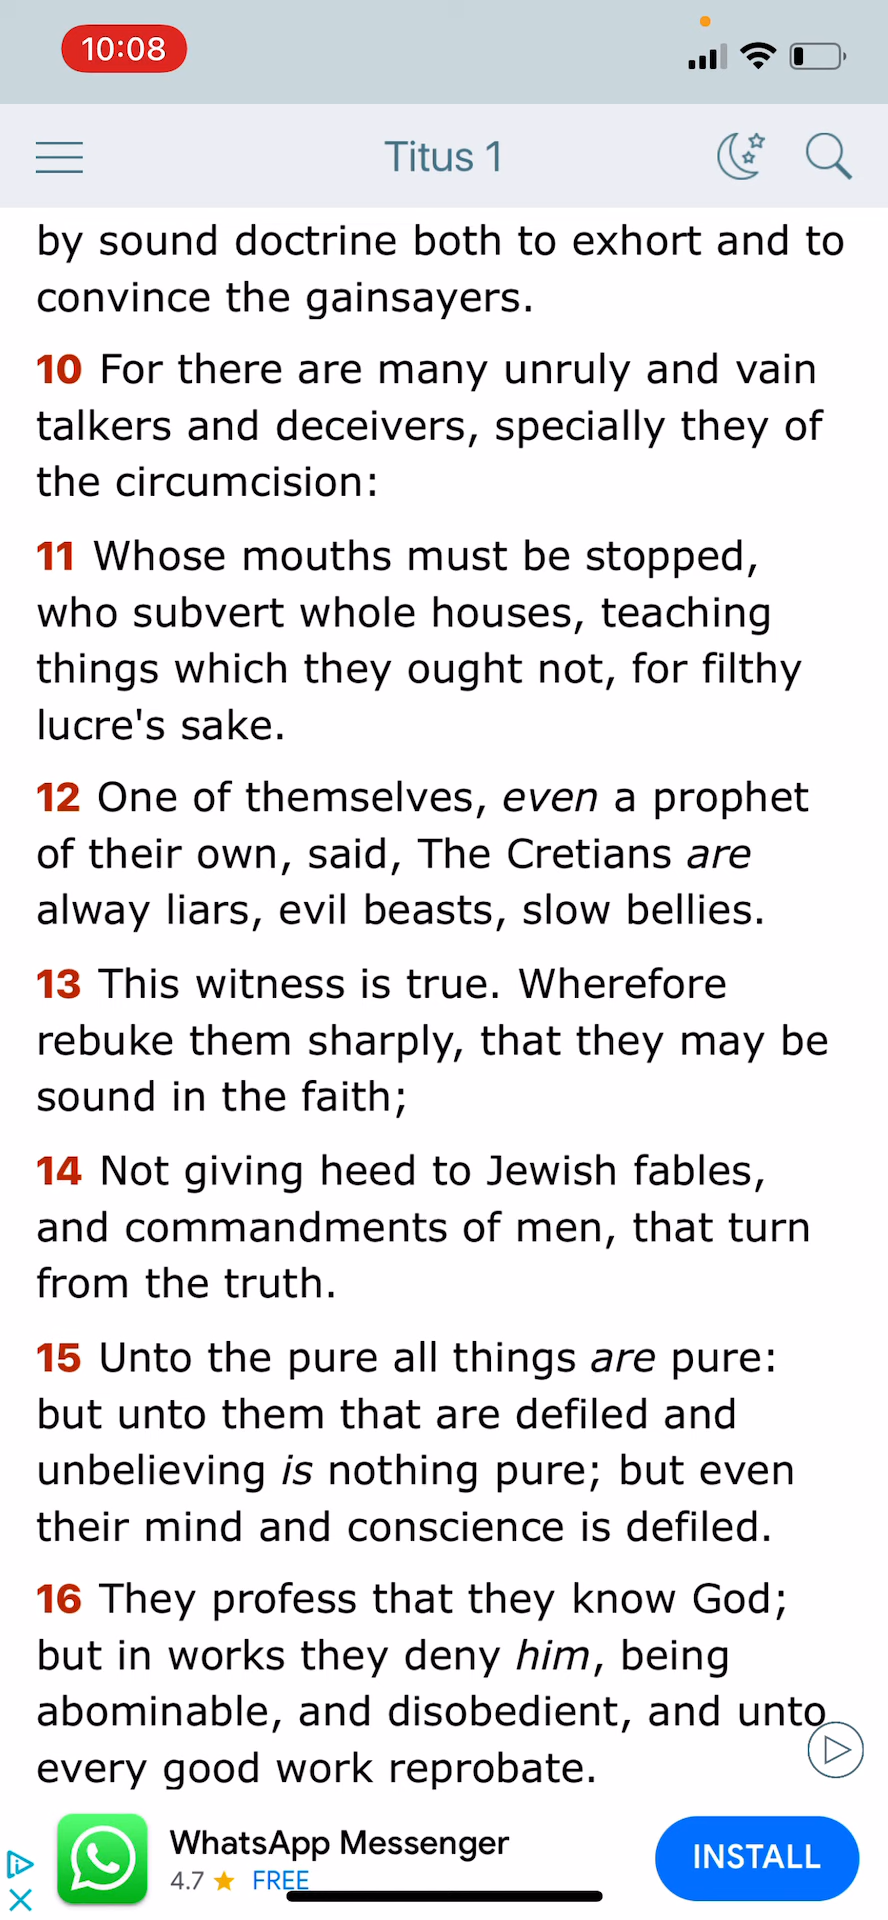 10:08
Titus 1
by sound doctrine both to exhort and to
convince the gainsayers.
10 For there are many unruly and vain
talkers and deceivers, specially they of
the circumcision:
11 Whose mouths must be stopped,
who subvert whole houses, teaching
things which they ought not, for filthy
lucre's sake.
12 One of themselves, even a prophet
of their own, said, The Cretians are
alway liars, evil beasts, slow bellies.
13 This witness is true. Wherefore
rebuke them sharply, that they may be
sound in the faith;
14 Not giving heed to Jewish fables,
and commandments of men, that turn
from the truth.
15 Unto the pure all things are pure:
but unto them that are defiled and
unbelieving is nothing pure; but even
their mind and conscience is defiled.
16 They profess that they know God;
but in works they deny him, being
abominable, and disobedient, and unto
every good work reprobate.
WhatsApp Messenger
4.7 ★ FREE
INSTALL